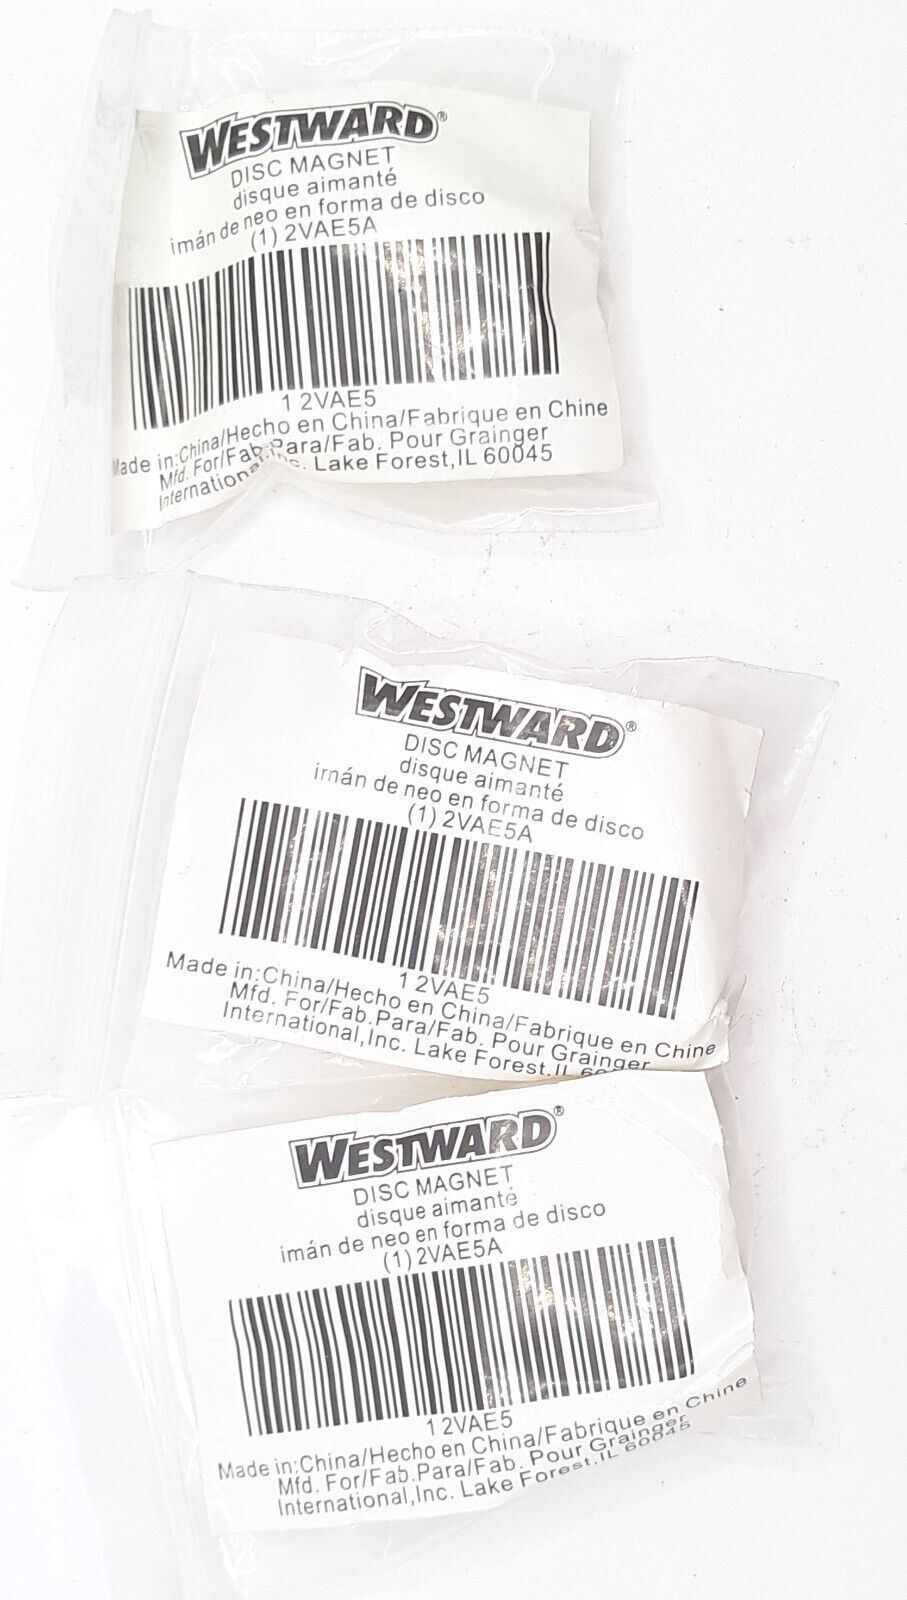 WESTWARD®
DISC MAGNET
disque aimanté
imán de neo en forma de disco
(1) 2VAE5A
1 2VAE5
Made in:China/Hecho en China/Fabrique en Chine
Mfd. For/Fab.Para/Fab. Pour Grainger
International,Inc. Lake Forest,IL 60045
WESTWARD®
DISC MAGNET
disque aimanté
imán de neo en forma de disco
(1) 2VAE5A
1 2VAE5
Made in:China/Hecho en China/Fabrique en Chine
Mfd. For/Fab.Para/Fab. Pour Grainger
International,Inc. Lake Forest,IL
WESTWARD®
DISC MAGNET
disque aimanté
imán de neo en forma de disco
(1) 2VAE5A
1 2VAE5
Made in:China/Hecho en China/Fabrique en Chine
Mfd. For/Fab.Para/Fab. Pour Grainger
International,Inc. Lake Forest,IL 60045